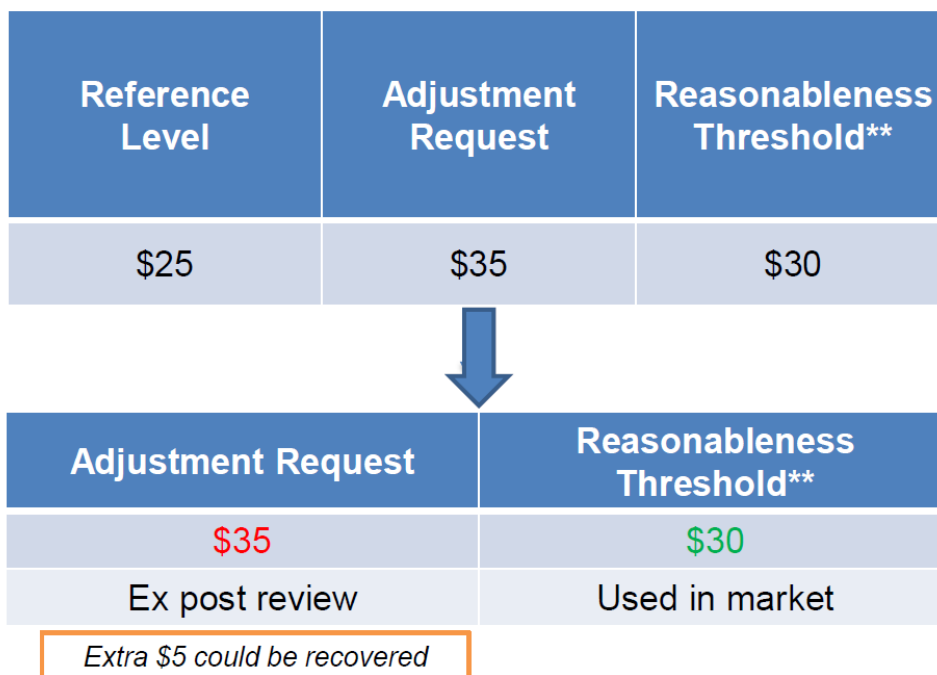 Reference
Level
Adjustment
Request
Reasonableness
Threshold**
$25
$35
$30
Adjustment Request
Reasonableness
Threshold**
$35
$30
Ex post review
Used in market
Extra $5 could be recovered